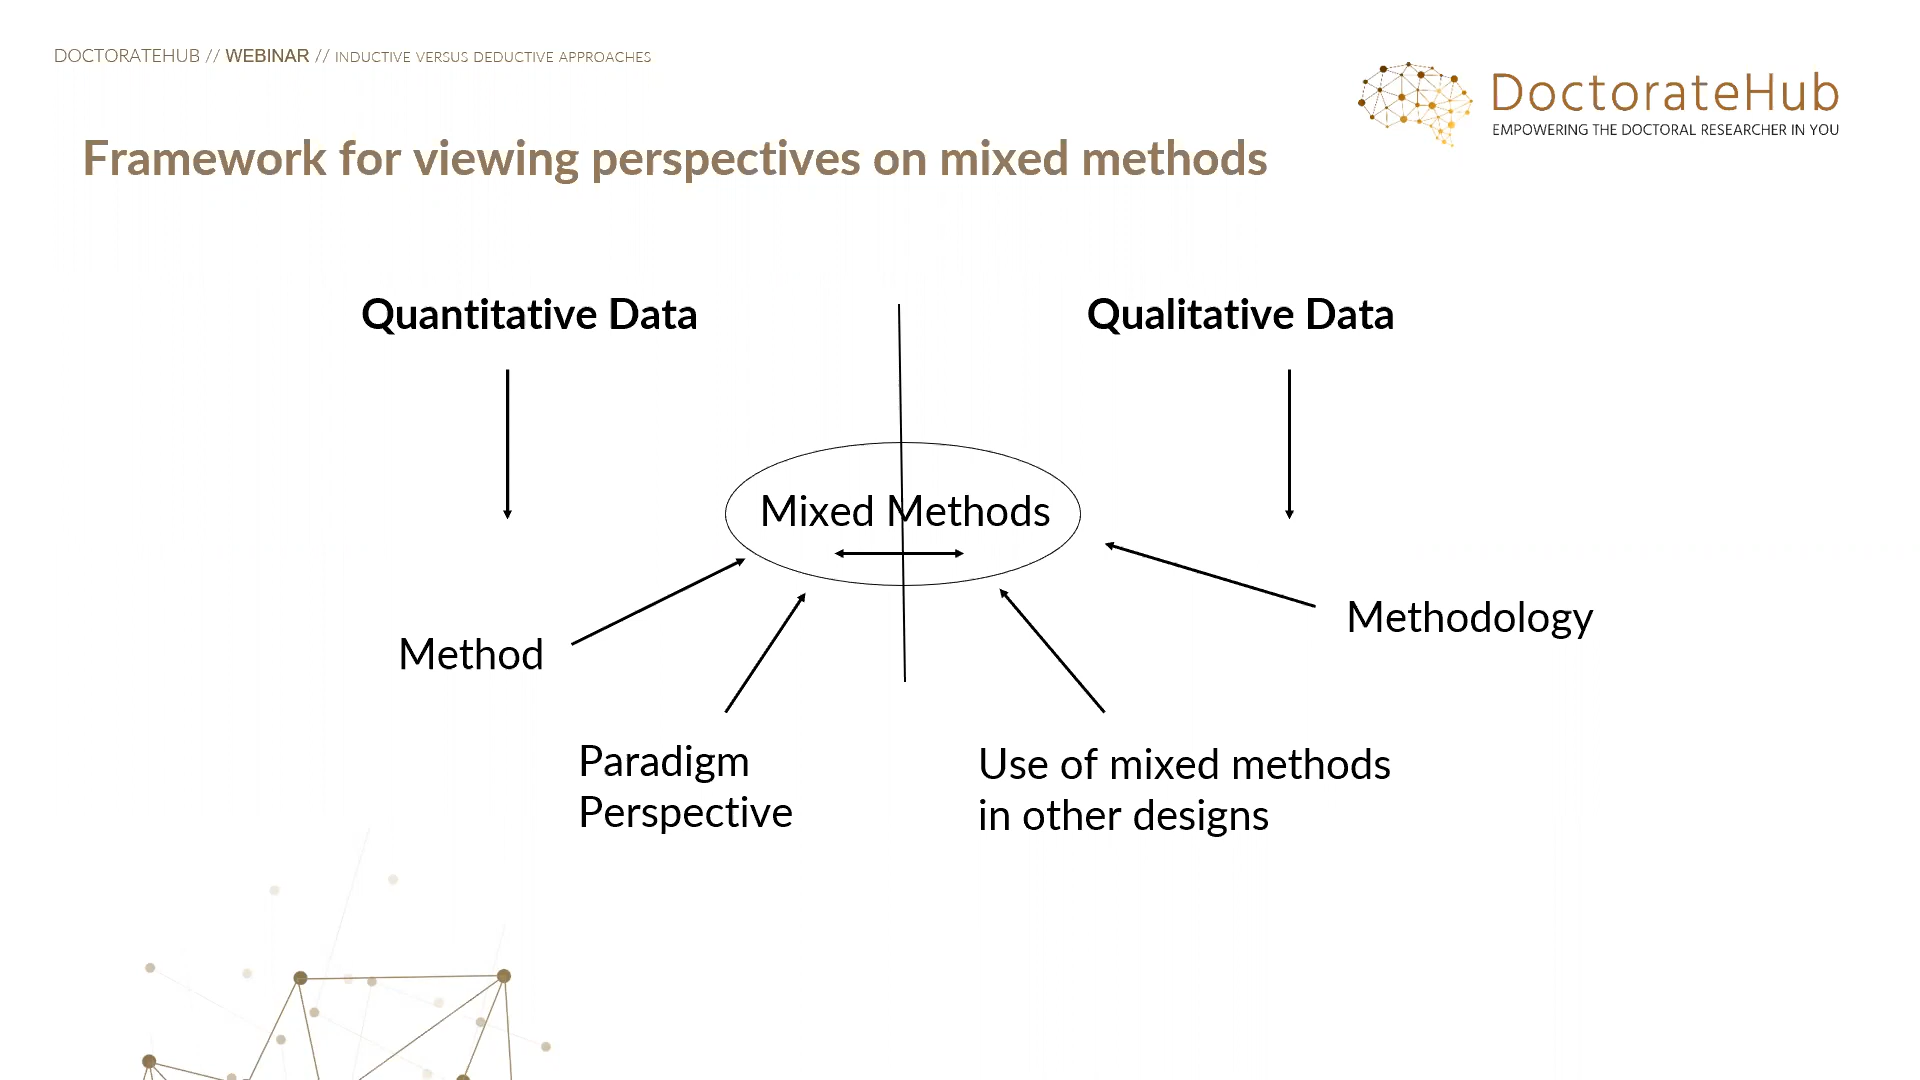 DOCTORATEHUB // WEBINAR // INDUCTIVE VERSUS DEDUCTIVE APPROACHES
DoctorateHub
EMPOWERING THE DOCTORAL RESEARCHER IN YOU
Framework for viewing perspectives on mixed methods
Quantitative Data
Qualitative Data
Mixed Methods
Method
Methodology
Paradigm
Perspective
Use of mixed methods
in other designs